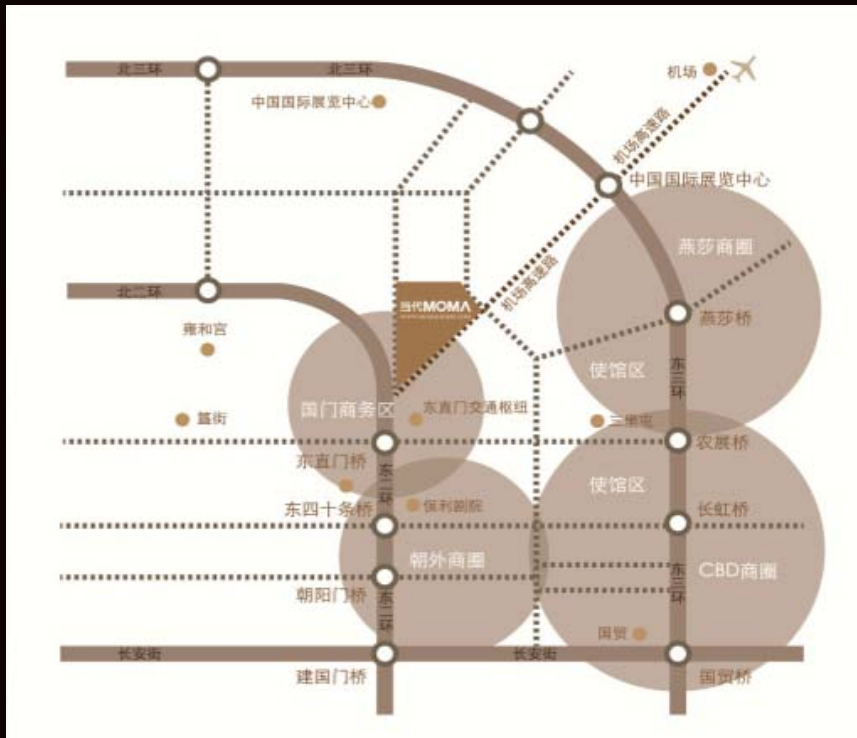 北三环
北三环
机场
中国国际展览中心
机场高速路
中国国际展览中心
燕莎商圈
北二环
当代MOMA
机场高速路
燕莎桥
雍和宫
使馆区
东三环
国门商务区
东直门交通枢纽
簋街
三里屯
东直门桥
农展桥
东二环
使馆区
东四十条桥
保利剧院
长虹桥
朝外商圈
CBD商圈
朝阳门桥
东二环
东三环
国贸
长安街
长安街
建国门桥
国贸桥